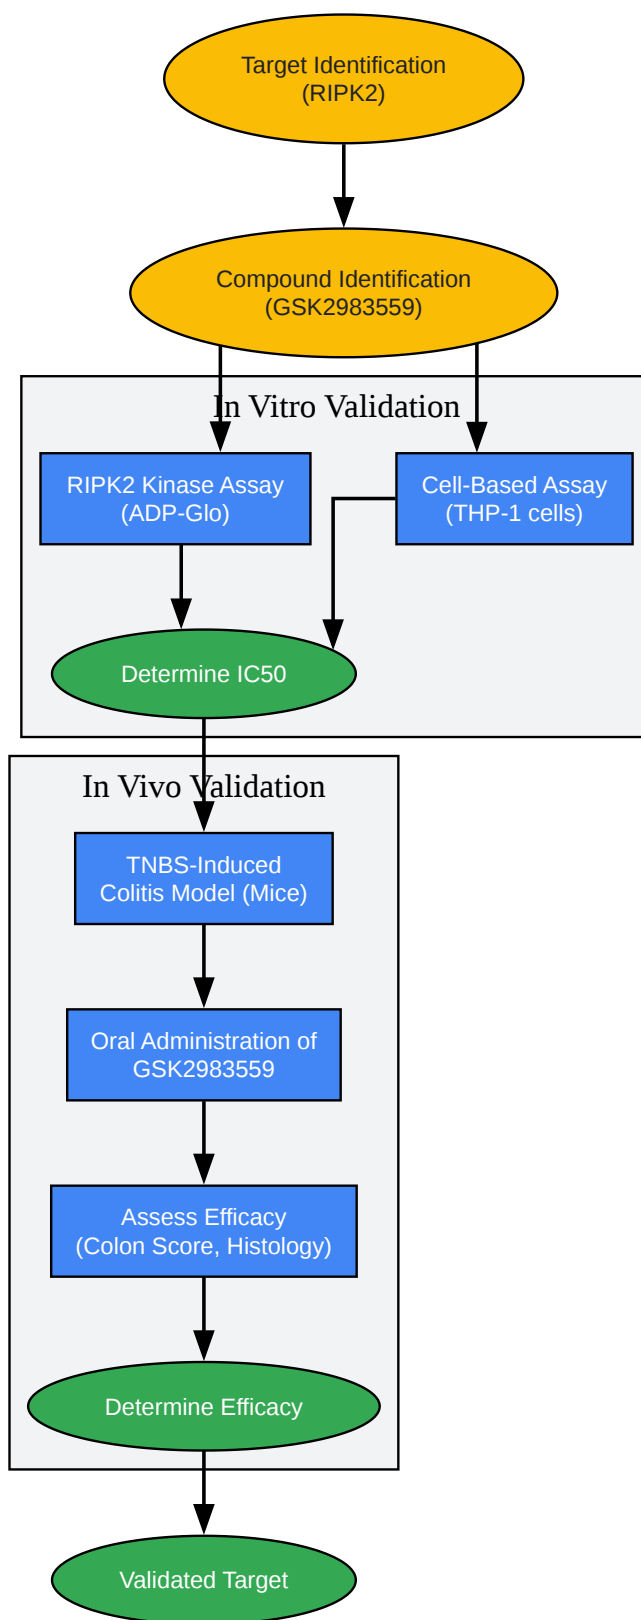 Target Identification
(RIPK2)
Compound Identification
(GSK2983559)
In Vitro Validation
RIPK2 Kinase Assay
(ADP-Glo)
Cell-Based Assay
(THP-1 cells)
Determine IC50
In Vivo Validation
TNBS-Induced
Colitis Model (Mice)
Oral Administration of
GSK2983559
Assess Efficacy
(Colon Score, Histology)
Determine Efficacy
Validated Target